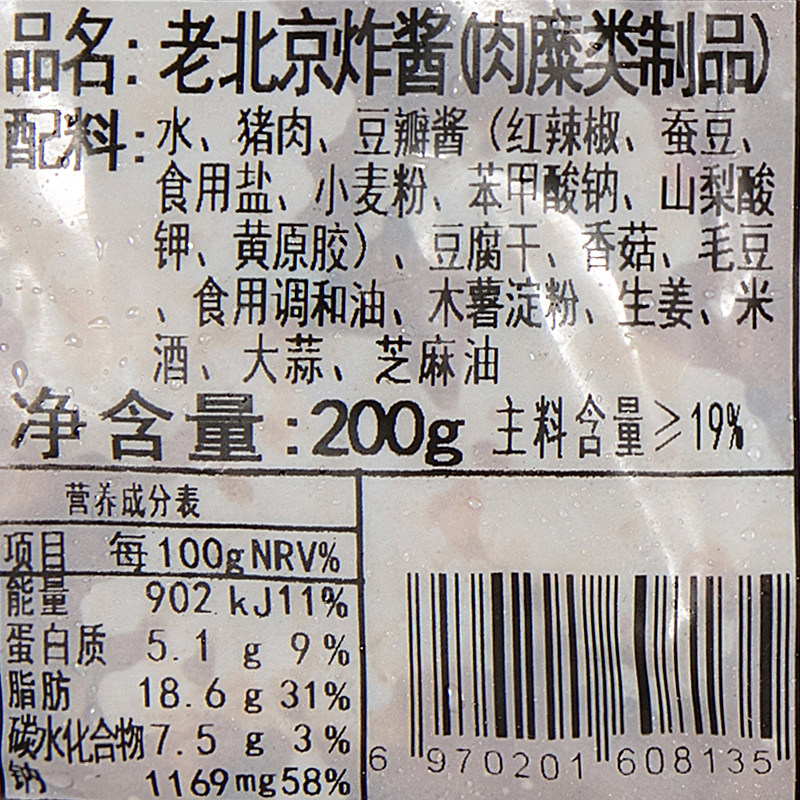 品名:老北京炸酱(肉糜类制品)
配料:水、猪肉、豆瓣酱（红辣椒、蚕豆、
食用盐、小麦粉、苯甲酸钠、山梨酸
钾、黄原胶）、豆腐干、香菇、毛豆
、食用调和油、木薯淀粉、生姜、米
酒、大蒜、芝麻油
净含量:200g 主料含量≥19%
营养成分表
项目 每100g NRV%
能量 902 kJ 11%
蛋白质 5.1 g 9%
脂肪 18.6 g 31%
碳水化合物 7.5 g 3%
钠 1169mg 58%
6 970201 608135